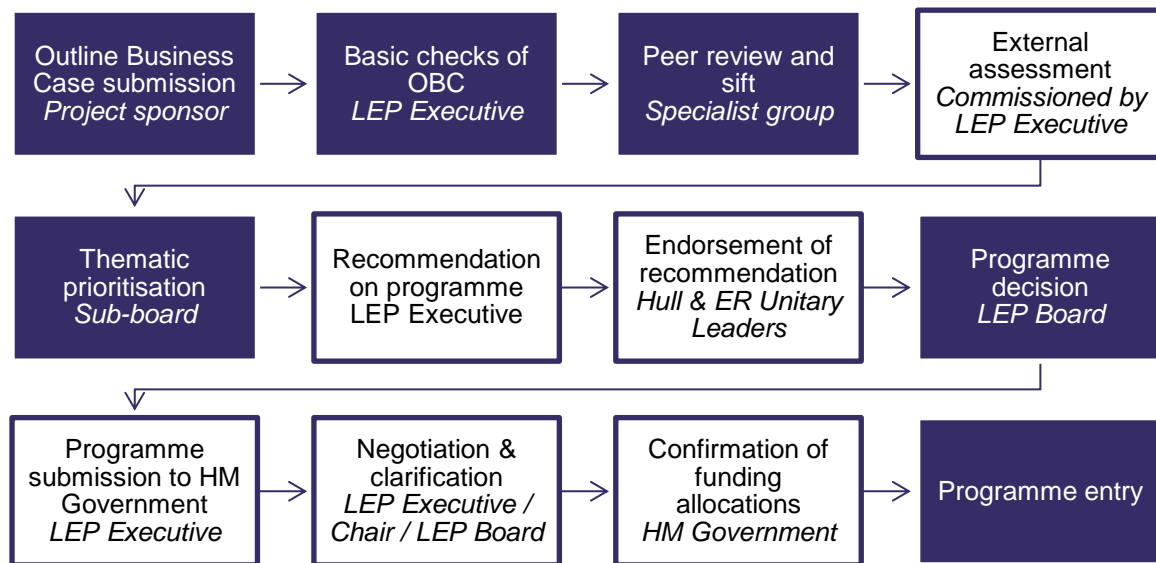 Outline Business
Case submission
Project sponsor
Basic checks of
OBC
LEP Executive
Peer review and
sift
Specialist group
External
assessment
Commissioned by
LEP Executive
Thematic
prioritisation
Sub-board
Recommendation
on programme
LEP Executive
Endorsement of
recommendation
Hull & ER Unitary
Leaders
Programme
decision
LEP Board
Programme
submission to HM
Government
LEP Executive
Negotiation &
clarification
LEP Executive /
Chair / LEP Board
Confirmation of
funding
allocations
HM Government
Programme entry